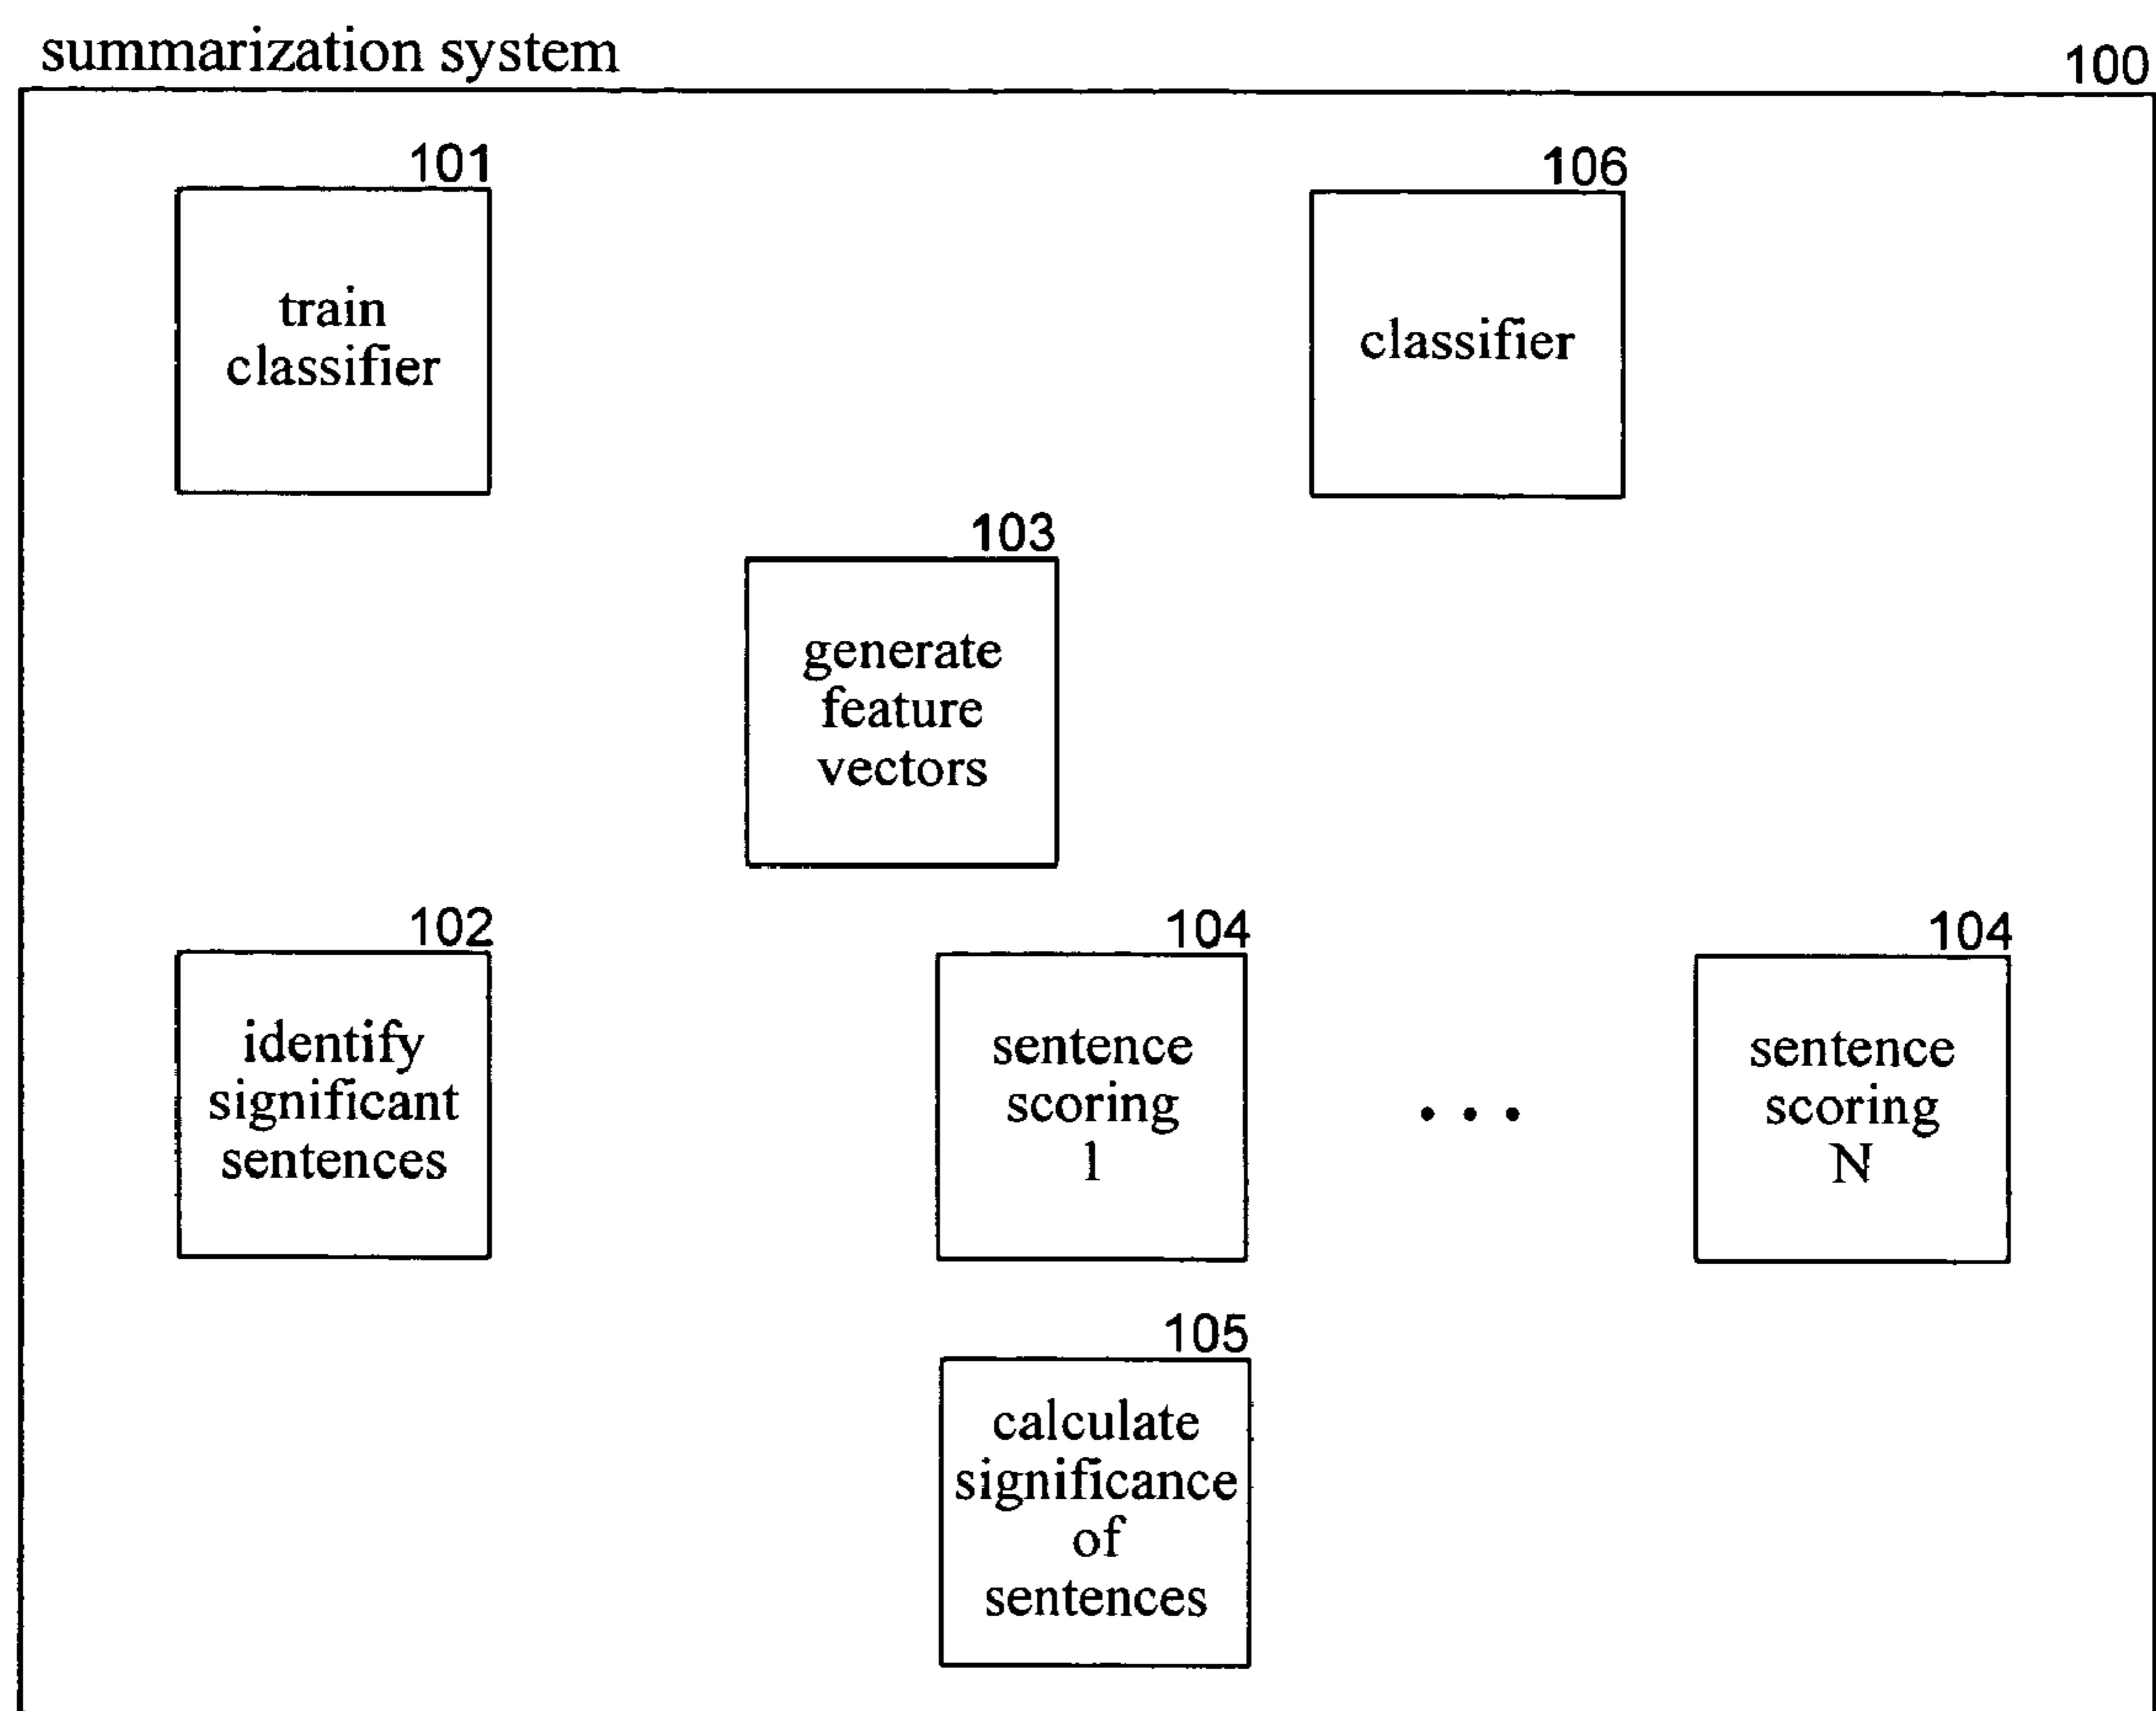 summarization system
100
101
train
classifier
106
classifier
103
generate
feature
vectors
102
identify
significant
sentences
104
sentence
scoring
1
...
104
sentence
scoring
N
105
calculate
significance
of
sentences